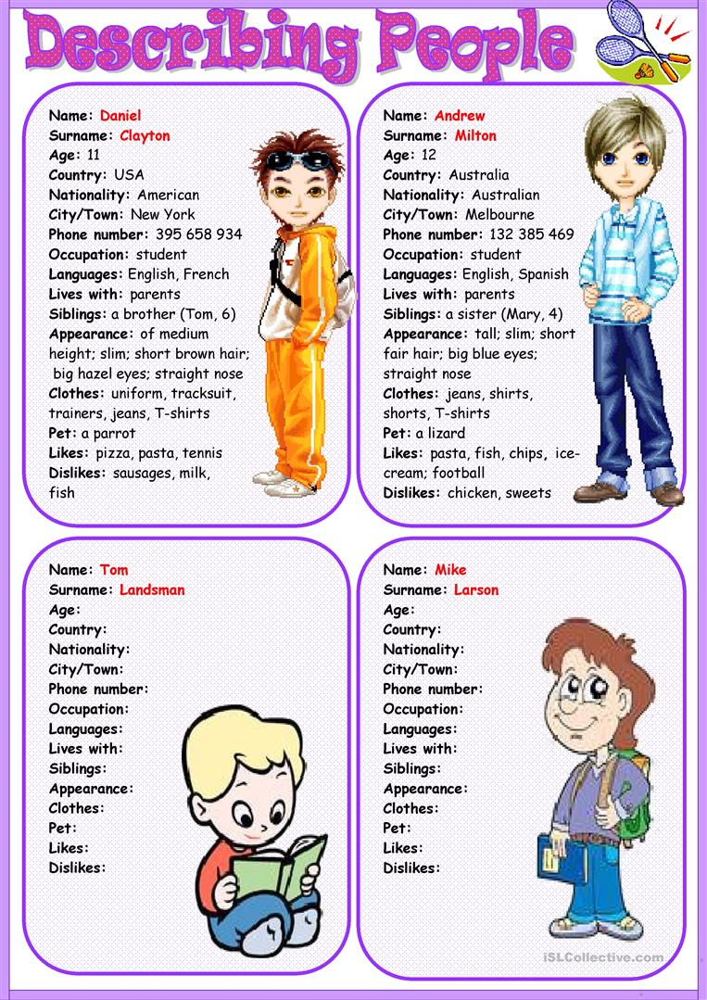 Describing People
Name: Daniel
Surname: Clayton
Age: 11
Country: USA
Nationality: American
City/Town: New York
Phone number: 395 658 934
Occupation: student
Languages: English, French
Lives with: parents
Siblings: a brother (Tom, 6)
Appearance: of medium
height; slim; short brown hair;
big hazel eyes; straight nose
Clothes: uniform, tracksuit,
trainers, jeans, T-shirts
Pet: a parrot
Likes: pizza, pasta, tennis
Dislikes: sausages, milk,
fish
Name: Andrew
Surname: Milton
Age: 12
Country: Australia
Nationality: Australian
City/Town: Melbourne
Phone number: 132 385 469
Occupation: student
Languages: English, Spanish
Lives with: parents
Siblings: a sister (Mary, 4)
Appearance: tall; slim; short
fair hair; big blue eyes;
straight nose
Clothes: jeans, shirts,
shorts, T-shirts
Pet: a lizard
Likes: pasta, fish, chips, ice-
cream; football
Dislikes: chicken, sweets
Name: Tom
Surname: Landsman
Age:
Country:
Nationality:
City/Town:
Phone number:
Occupation:
Languages:
Lives with:
Siblings:
Appearance:
Clothes:
Pet:
Likes:
Dislikes:
Name: Mike
Surname: Larson
Age:
Country:
Nationality:
City/Town:
Phone number:
Occupation:
Languages:
Lives with:
Siblings:
Appearance:
Clothes:
Pet:
Likes:
Dislikes:
iSLCollective.com